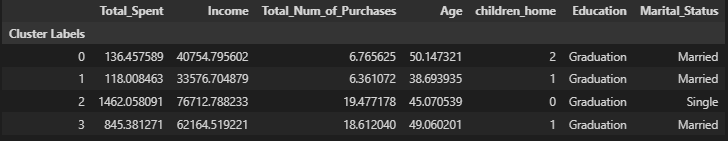 Total_Spent Income Total_Num_of_Purchases Age children_home Education Marital_Status
Cluster Labels
0 136.457589 40754.795602 6.765625 50.147321 2 Graduation Married
1 118.008463 33576.704879 6.361072 38.693935 1 Graduation Married
2 1462.058091 76712.788233 19.477178 45.070539 0 Graduation Single
3 845.381271 62164.519221 18.612040 49.060201 1 Graduation Married